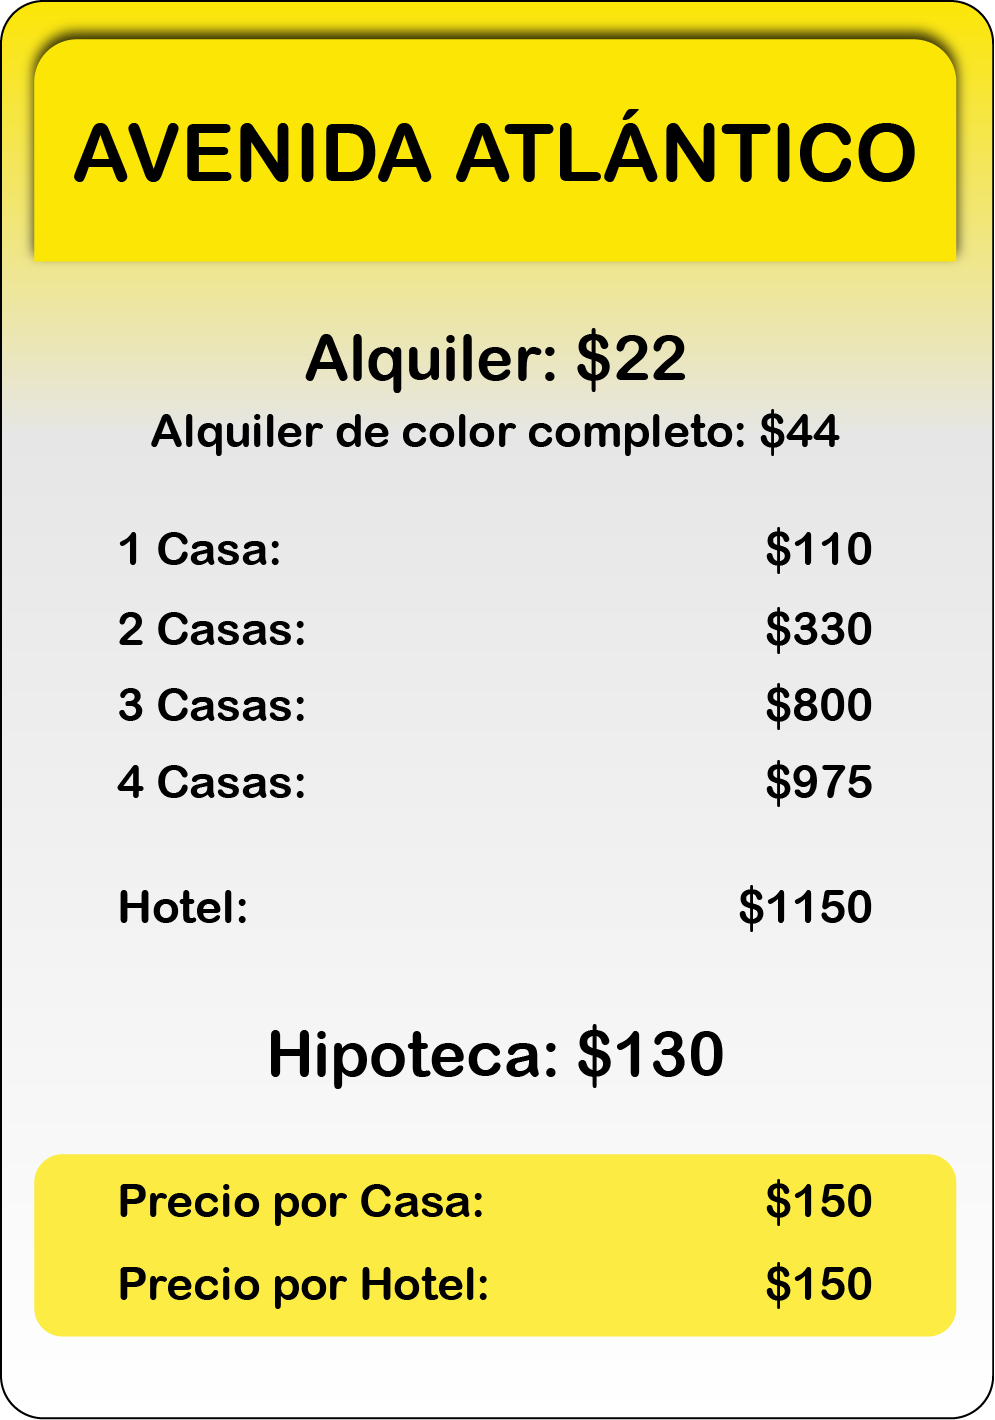 AVENIDA ATLÁNTICO
Alquiler: $22
Alquiler de color completo: $44
1 Casa: $110
2 Casas: $330
3 Casas: $800
4 Casas: $975
Hotel: $1150
Hipoteca: $130
Precio por Casa: $150
Precio por Hotel: $150